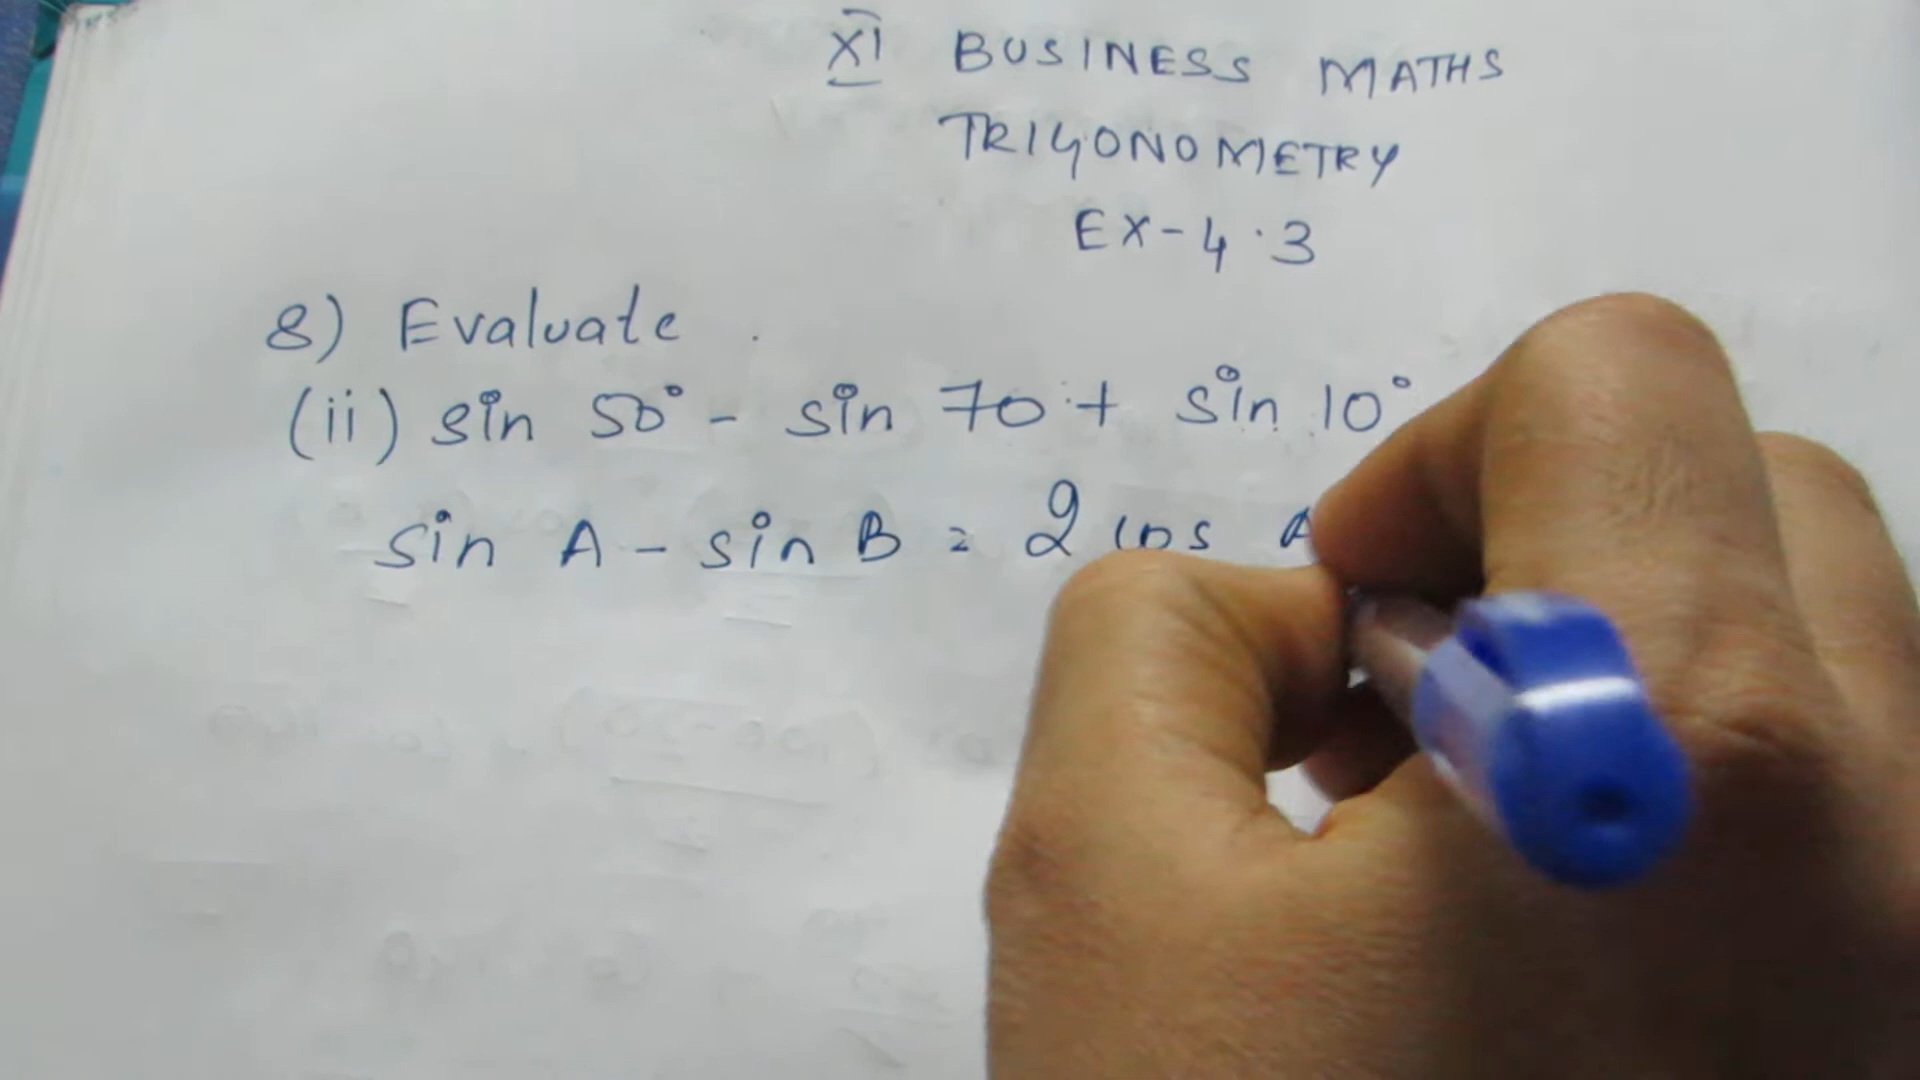 XI BUSINESS MATHS
TRIGONOMETRY
EX-4.3
8) Evaluate
(ii) sin 50° - sin 70 + sin 10°
sin A - sin B = 2 cos A